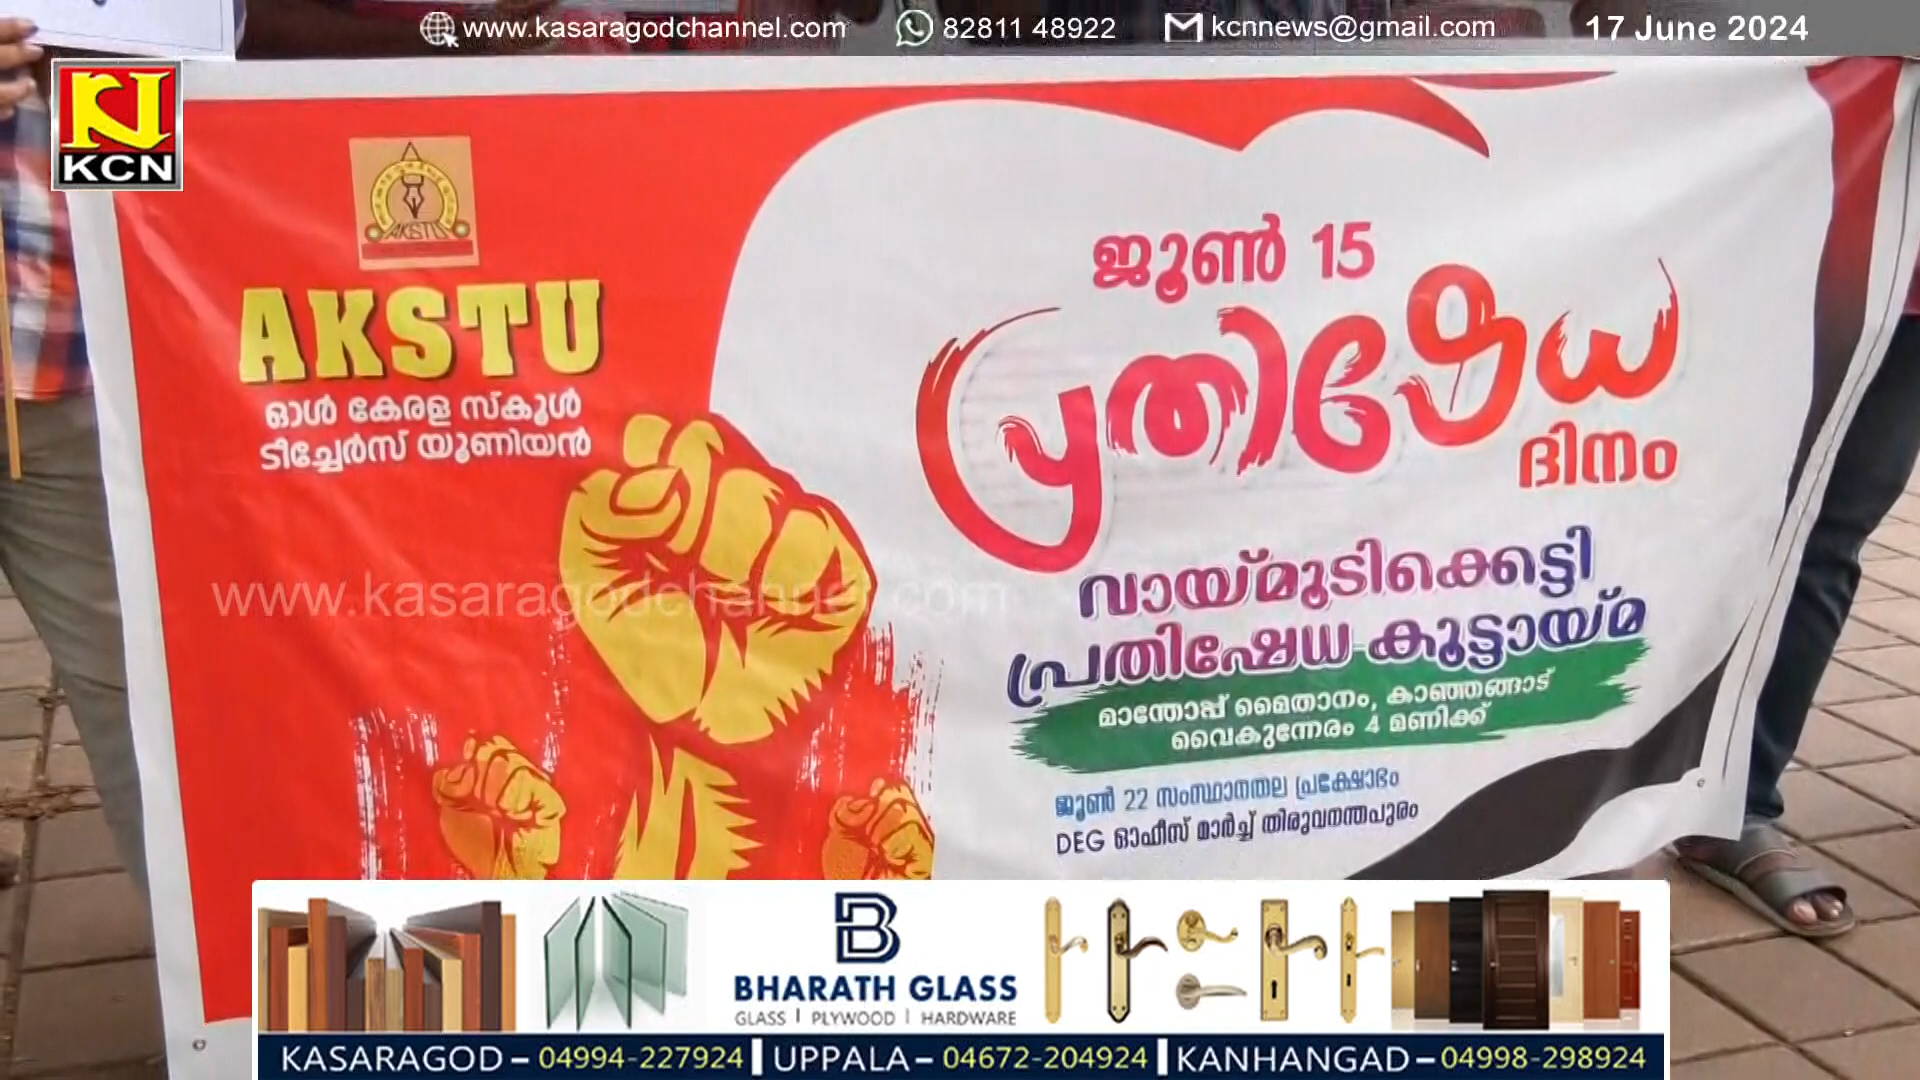 www.kasaragodchannel.com 82811 48922 kcnnews@gmail.com 17 June 2024
KCN
AKSTU
AKSTU
ഓൾ കേരള സ്കൂൾ
ടീച്ചേർസ് യൂണിയൻ
ജൂൺ 15
പ്രതിഷേധ
ദിനം
വായ്മൂടിക്കെട്ടി
പ്രതിഷേധ കൂട്ടായ്മ
മാന്തോപ്പ് മൈതാനം, കാഞ്ഞങ്ങാട്
വൈകുന്നേരം 4 മണിക്ക്
ജൂൺ 22 സംസ്ഥാനതല പ്രക്ഷോഭം
DEG ഓഫീസ് മാർച്ച് തിരുവനന്തപുരം
www.kasaragodchannel.com
B
BHARATH GLASS
GLASS | PLYWOOD | HARDWARE
KASARAGOD – 04994-227924 | UPPALA – 04672-204924 | KANHANGAD – 04998-298924